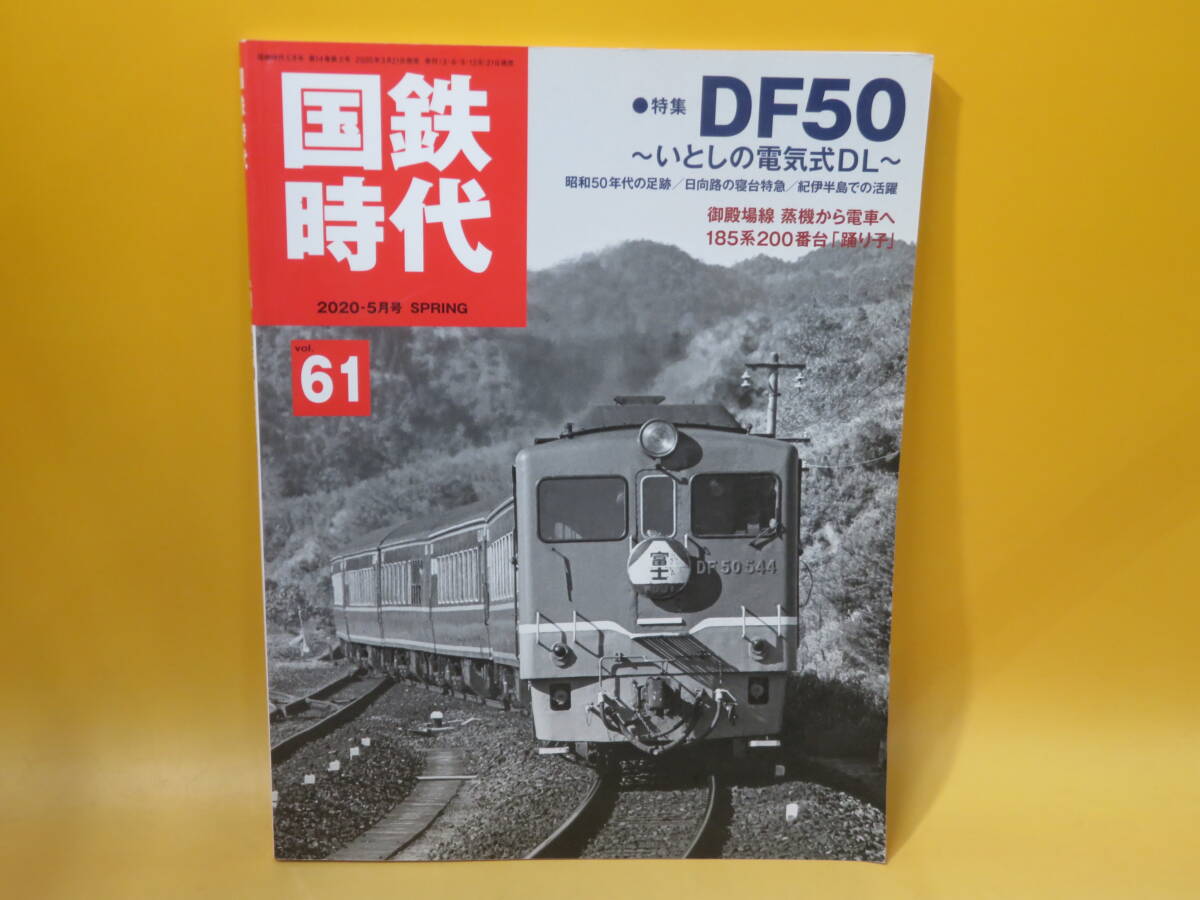 国鉄
時代
2020-5月号 SPRING
vol.
61
●特集 DF50
～いとしの電気式DL～
昭和50年代の足跡／日向路の寝台特急／紀伊半島での活躍
御殿場線 蒸機から電車へ
185系200番台「踊り子」
富士
DF50 544